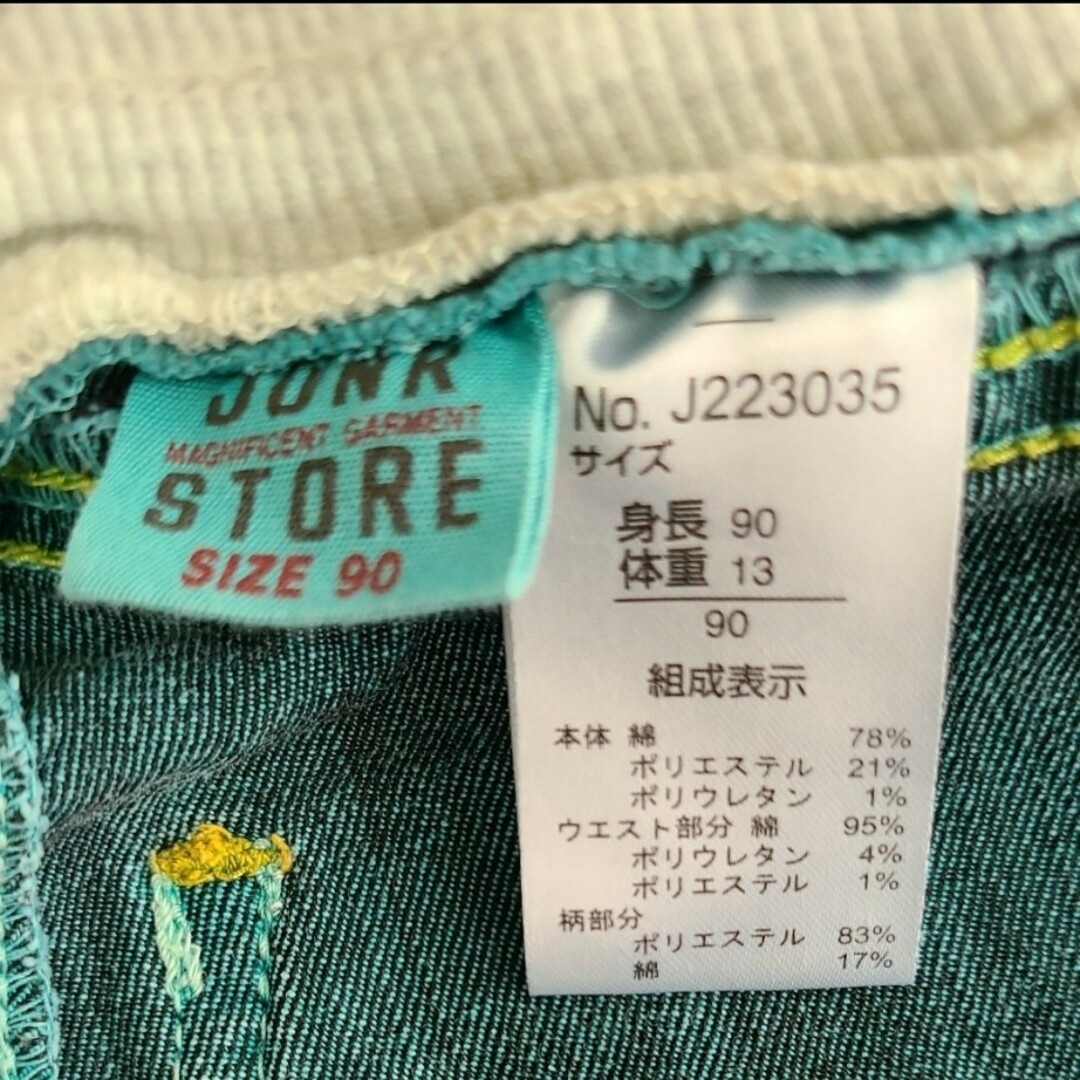 JUNK
MAGNIFICENT GARMENT
STORE
SIZE 90
No. J223035
サイズ
身長 90
体重 13
90
組成表示
本体 綿 78%
ポリエステル 21%
ポリウレタン 1%
ウエスト部分 綿 95%
ポリウレタン 4%
ポリエステル 1%
柄部分
ポリエステル 83%
綿 17%